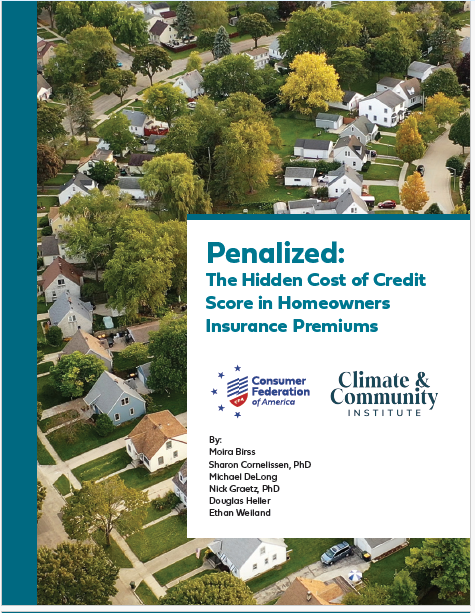 Penalized:
The Hidden Cost of Credit
Score in Homeowners
Insurance Premiums
Consumer
Federation
of America
CFA
Climate &
Community
INSTITUTE
By:
Moira Birss
Sharon Cornelissen, PhD
Michael DeLong
Nick Graetz, PhD
Douglas Heller
Ethan Weiland